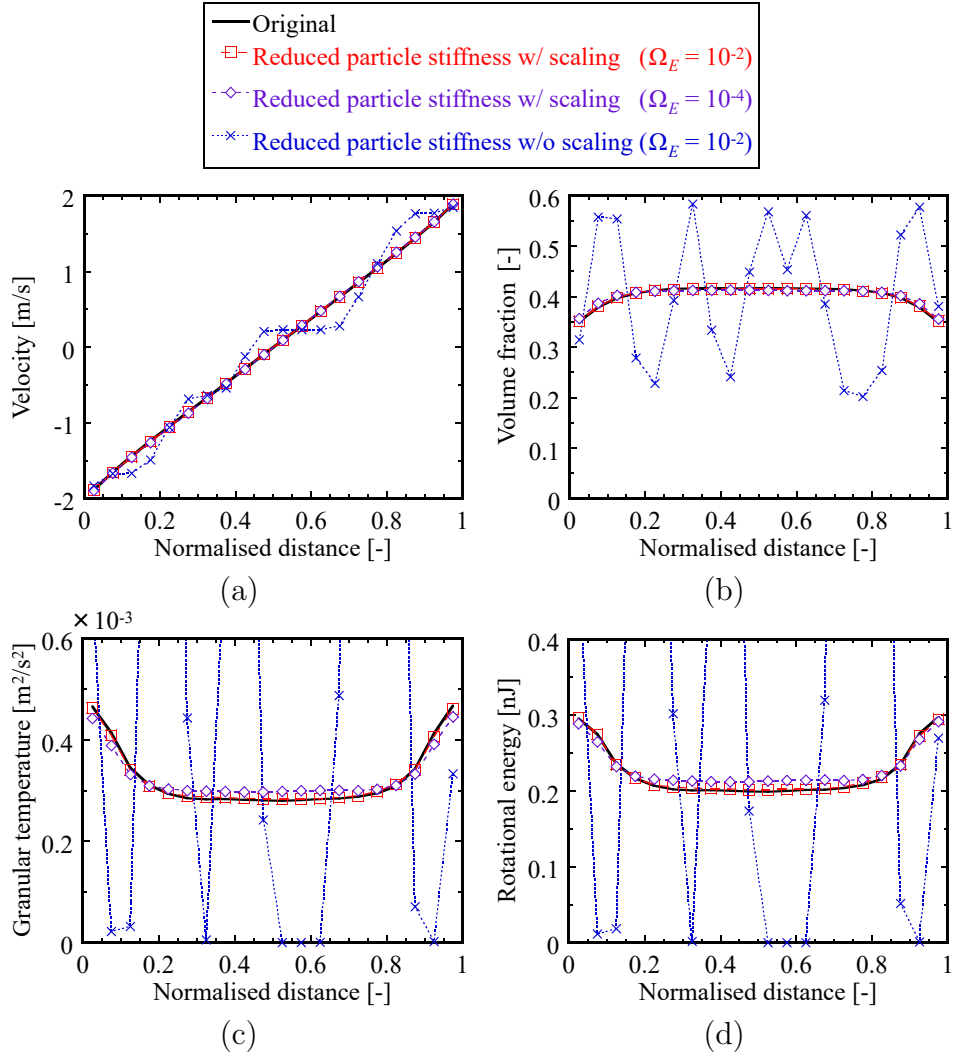 Original
Reduced particle stiffness w/ scaling (Ω_E = 10⁻²)
Reduced particle stiffness w/ scaling (Ω_E = 10⁻⁴)
Reduced particle stiffness w/o scaling (Ω_E = 10⁻²)
Velocity [m/s]
2
1
0
-1
-2
0 0.2 0.4 0.6 0.8 1
Normalised distance [-]
(a)
Volume fraction [-]
0.6
0.5
0.4
0.3
0.2
0.1
0
0 0.2 0.4 0.6 0.8 1
Normalised distance [-]
(b)
× 10⁻³
Granular temperature [m²/s²]
0.6
0.4
0.2
0
0 0.2 0.4 0.6 0.8 1
Normalised distance [-]
(c)
Rotational energy [nJ]
0.4
0.3
0.2
0.1
0
0 0.2 0.4 0.6 0.8 1
Normalised distance [-]
(d)